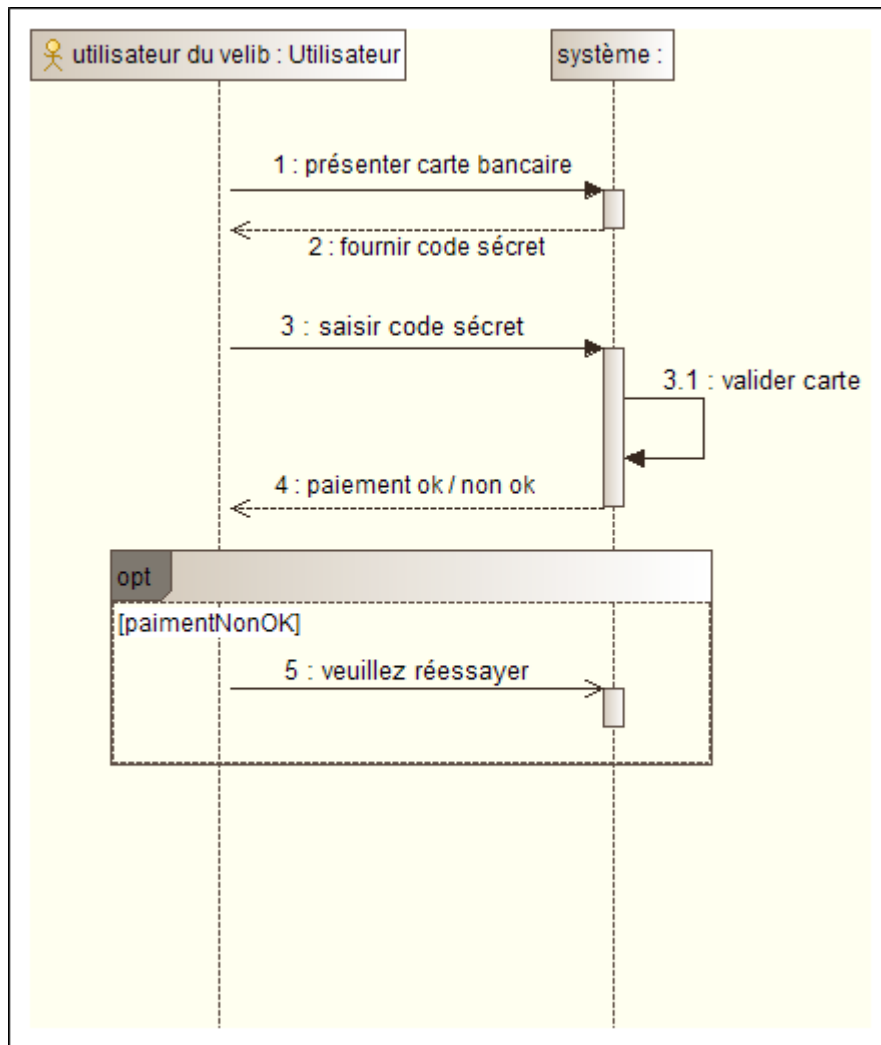 utilisateur du velib : Utilisateur
système :
1 : présenter carte bancaire
2 : fournir code sécret
3 : saisir code sécret
3.1 : valider carte
4 : paiement ok / non ok
opt
[paimentNonOK]
5 : veuillez réessayer